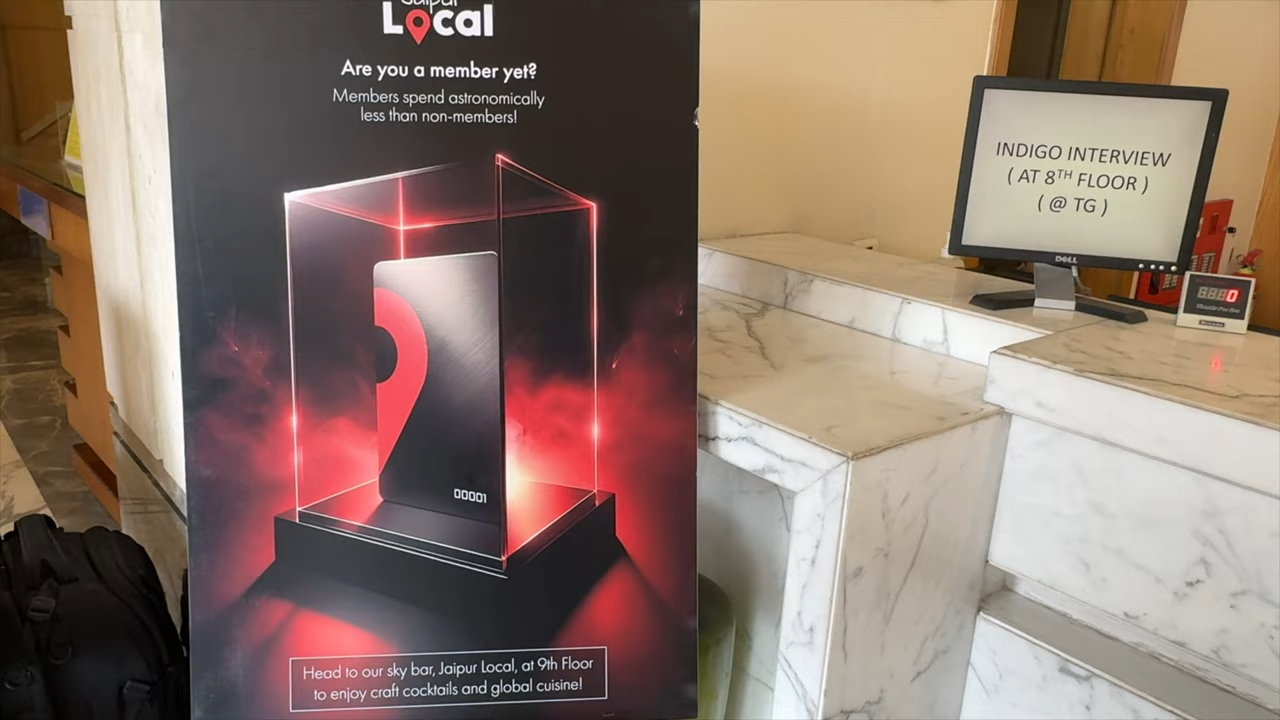 Jaipur
Local
Are you a member yet?
Members spend astronomically
less than non-members!
00001
Head to our sky bar, Jaipur Local, at 9th Floor
to enjoy craft cocktails and global cuisine!
INDIGO INTERVIEW
( AT 8TH FLOOR )
( @ TG )
DELL
0